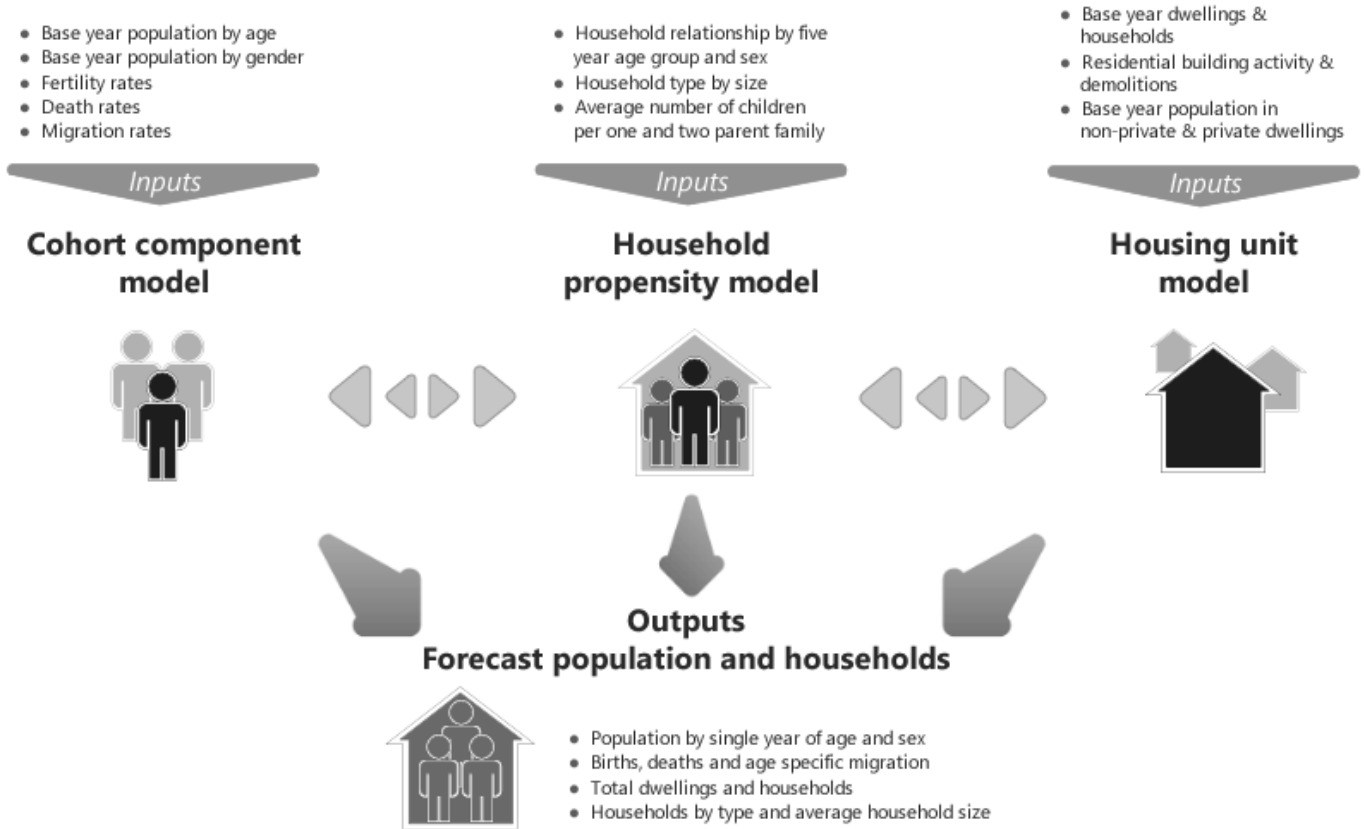 ● Base year population by age
● Base year population by gender
● Fertility rates
● Death rates
● Migration rates
Inputs
Cohort component
model
● Household relationship by five
year age group and sex
● Household type by size
● Average number of children
per one and two parent family
Inputs
Household
propensity model
● Base year dwellings &
households
● Residential building activity &
demolitions
● Base year population in
non-private & private dwellings
Inputs
Housing unit
model
Outputs
Forecast population and households
● Population by single year of age and sex
● Births, deaths and age specific migration
● Total dwellings and households
● Households by type and average household size